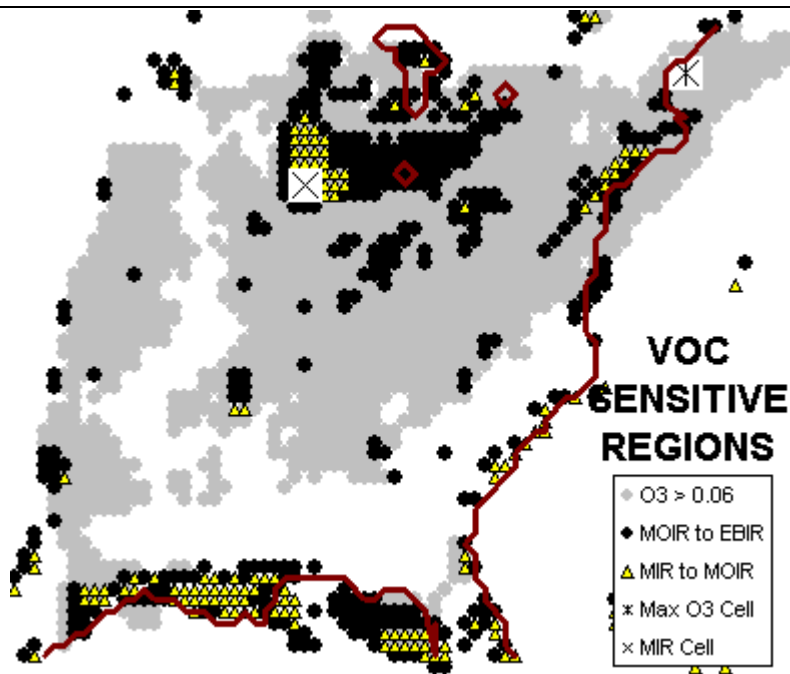 VOC
SENSITIVE
REGIONS
O3 > 0.06
MOIR to EBIR
MIR to MOIR
Max O3 Cell
MIR Cell